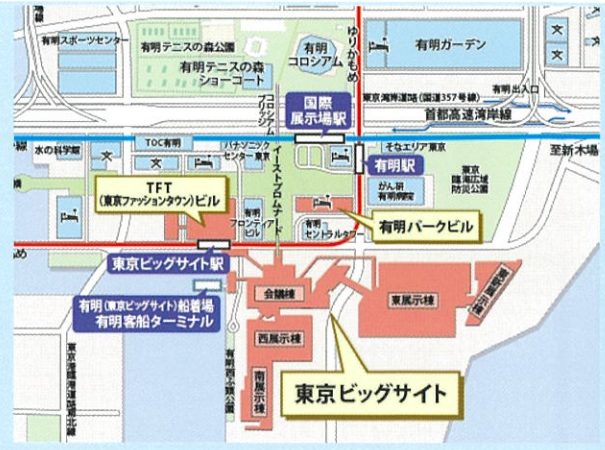 有明スポーツセンター
有明テニスの森公園
有明テニスの森
ショーコート
有明
コロシアム
ゆりかもめ
有明ガーデン
有明出入口
東京湾岸道路(国道357号線)
首都高速湾岸線
コロシアム
ブリッジ
国際
展示場駅
水の科学館
TOC有明
パナソニック
センター東京
イーストプロムナード
有明駅
そなエリア東京
至新木場
がん研
有明病院
東京
臨海広域
防災公園
TFT
(東京ファッションタウン)ビル
有明
フロンティア
ビル
有明
セントラルタワー
有明パークビル
東京ビッグサイト駅
有明(東京ビッグサイト)船着場
有明客船ターミナル
会議棟
東展示棟
西展示棟
南展示棟
東京ビッグサイト